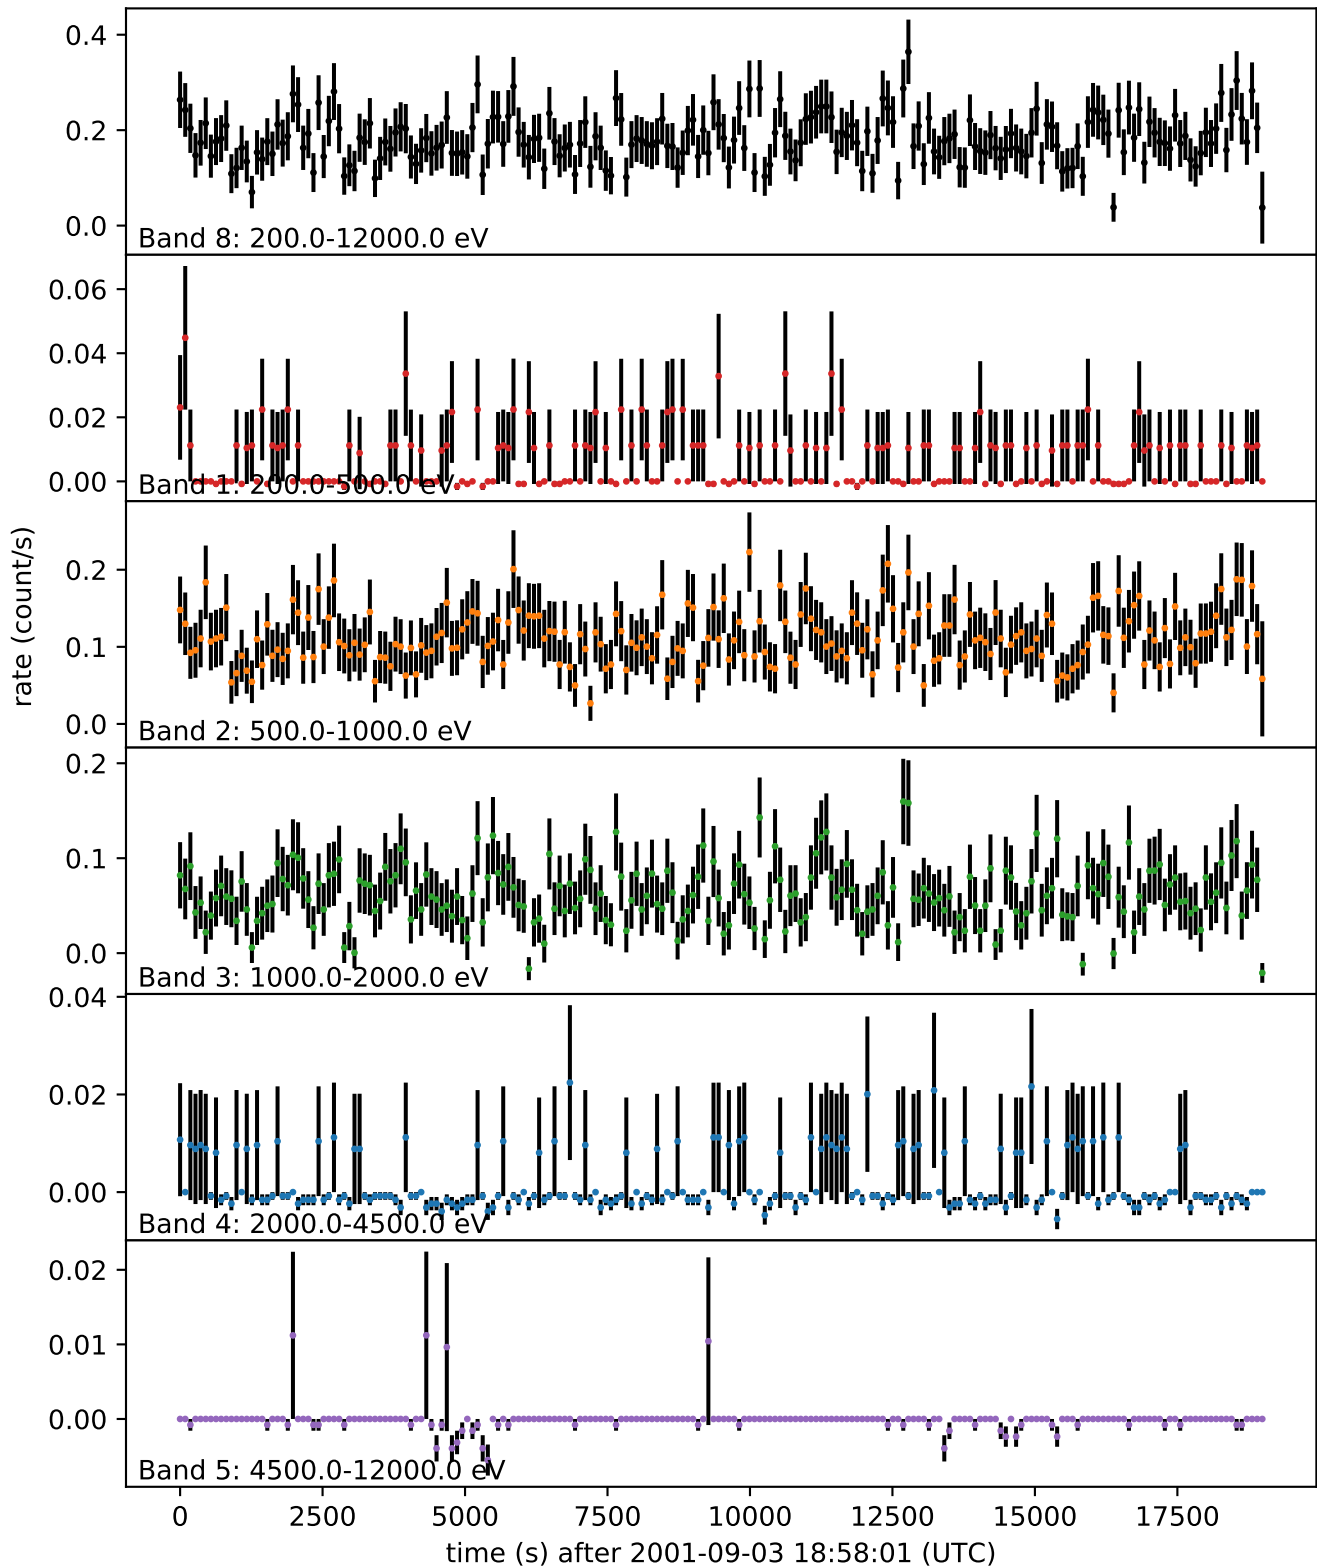 0.4
0.2
0.0
Band 8: 200.0-12000.0 eV
0.06
0.04
0.02
0.00
Band 1: 200.0-500.0 eV
rate (count/s)
0.2
0.1
0.0
Band 2: 500.0-1000.0 eV
0.2
0.1
0.0
Band 3: 1000.0-2000.0 eV
0.04
0.02
0.00
Band 4: 2000.0-4500.0 eV
0.02
0.01
0.00
Band 5: 4500.0-12000.0 eV
0 2500 5000 7500 10000 12500 15000 17500
time (s) after 2001-09-03 18:58:01 (UTC)